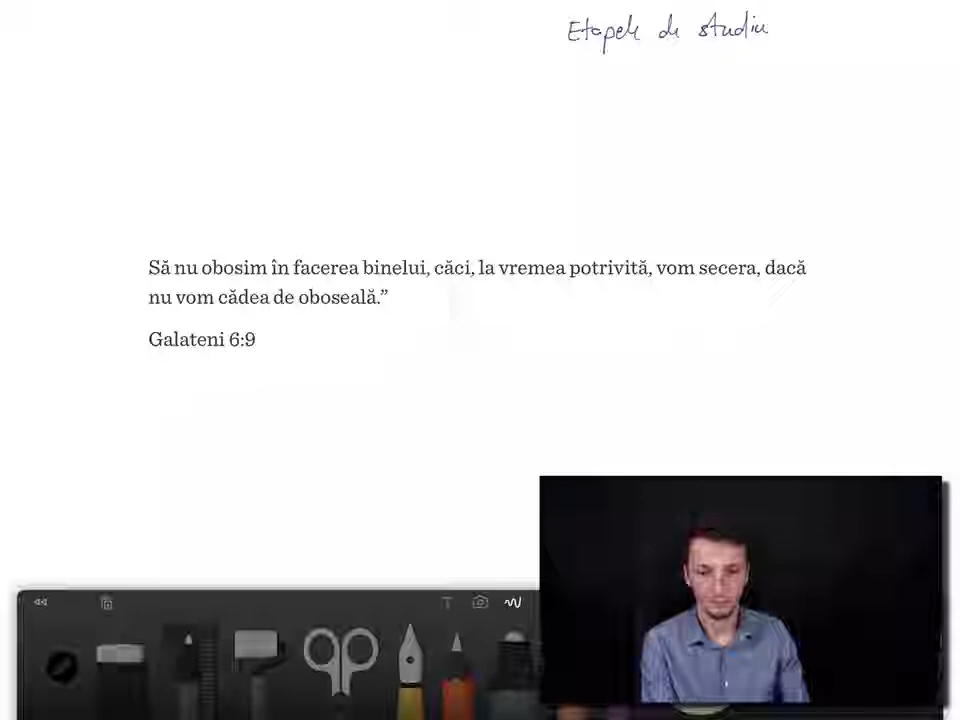 Etapele de studiu
Să nu obosim în facerea binelui, căci, la vremea potrivită, vom secera, dacă
nu vom cădea de oboseală.”
Galateni 6:9
T